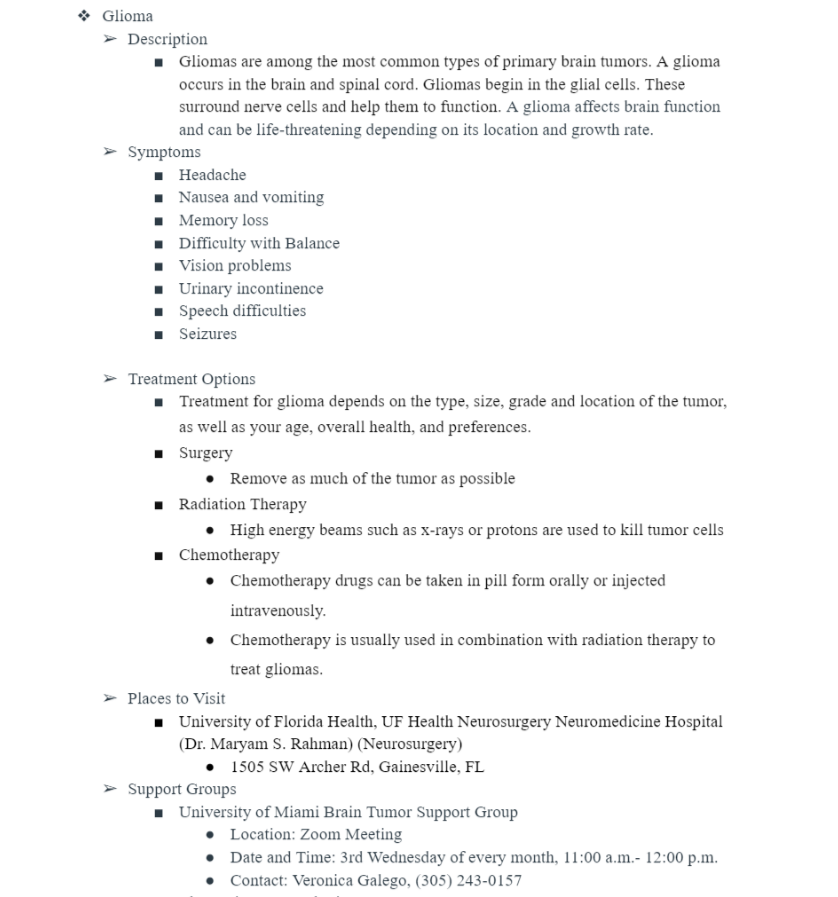 ❖ Glioma
➢ Description
■ Gliomas are among the most common types of primary brain tumors. A glioma
occurs in the brain and spinal cord. Gliomas begin in the glial cells. These
surround nerve cells and help them to function. A glioma affects brain function
and can be life-threatening depending on its location and growth rate.
➢ Symptoms
■ Headache
■ Nausea and vomiting
■ Memory loss
■ Difficulty with Balance
■ Vision problems
■ Urinary incontinence
■ Speech difficulties
■ Seizures
➢ Treatment Options
■ Treatment for glioma depends on the type, size, grade and location of the tumor,
as well as your age, overall health, and preferences.
■ Surgery
● Remove as much of the tumor as possible
■ Radiation Therapy
● High energy beams such as x-rays or protons are used to kill tumor cells
■ Chemotherapy
● Chemotherapy drugs can be taken in pill form orally or injected
intravenously.
● Chemotherapy is usually used in combination with radiation therapy to
treat gliomas.
➢ Places to Visit
■ University of Florida Health, UF Health Neurosurgery Neuromedicine Hospital
(Dr. Maryam S. Rahman) (Neurosurgery)
● 1505 SW Archer Rd, Gainesville, FL
➢ Support Groups
■ University of Miami Brain Tumor Support Group
● Location: Zoom Meeting
● Date and Time: 3rd Wednesday of every month, 11:00 a.m.- 12:00 p.m.
● Contact: Veronica Galego, (305) 243-0157